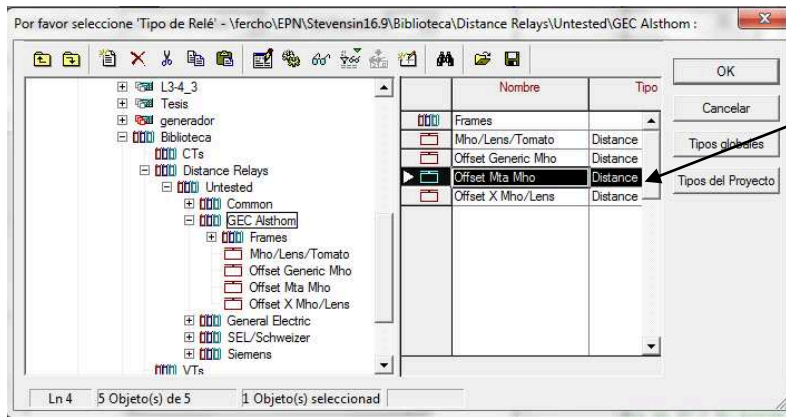 Por favor seleccione 'Tipo de Relé' - \fercho\EPN\Stevensin16.9\Biblioteca\Distance Relays\Untested\GEC Alsthom :
L3-4_3
Tesis
generador
Biblioteca
CTs
Distance Relays
Untested
Common
GEC Alsthom
Frames
Mho/Lens/Tomato
Offset Generic Mho
Offset Mta Mho
Offset X Mho/Lens
General Electric
SEL/Schweizer
Siemens
VTs
Nombre Tipo
Frames
Mho/Lens/Tomato Distance
Offset Generic Mho Distance
Offset Mta Mho Distance
Offset X Mho/Lens Distance
OK
Cancelar
Tipos globales
Tipos del Proyecto
Ln 4 5 Objeto(s) de 5 1 Objeto(s) seleccionad